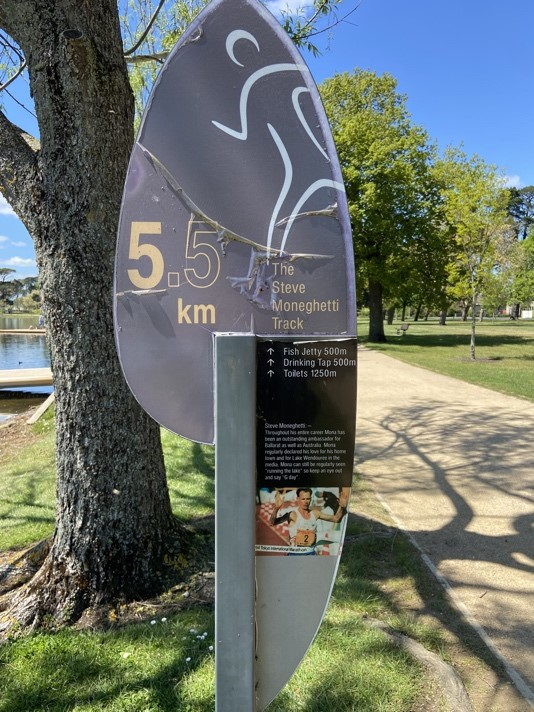 5.5
km
The
Steve
Moneghetti
Track
↑ Fish Jetty 500m
↑ Drinking Tap 500m
↑ Toilets 1250m
Steve Moneghetti: –
Throughout his entire career Mona has
been an outstanding ambassador for
Ballarat as well as Australia. Mona
regularly declared his love for his home
town and for Lake Wendouree in the
media. Mona can still be regularly seen
"running the lake" so keep an eye out
and say "G'day"
2
Tokyo International Marathon